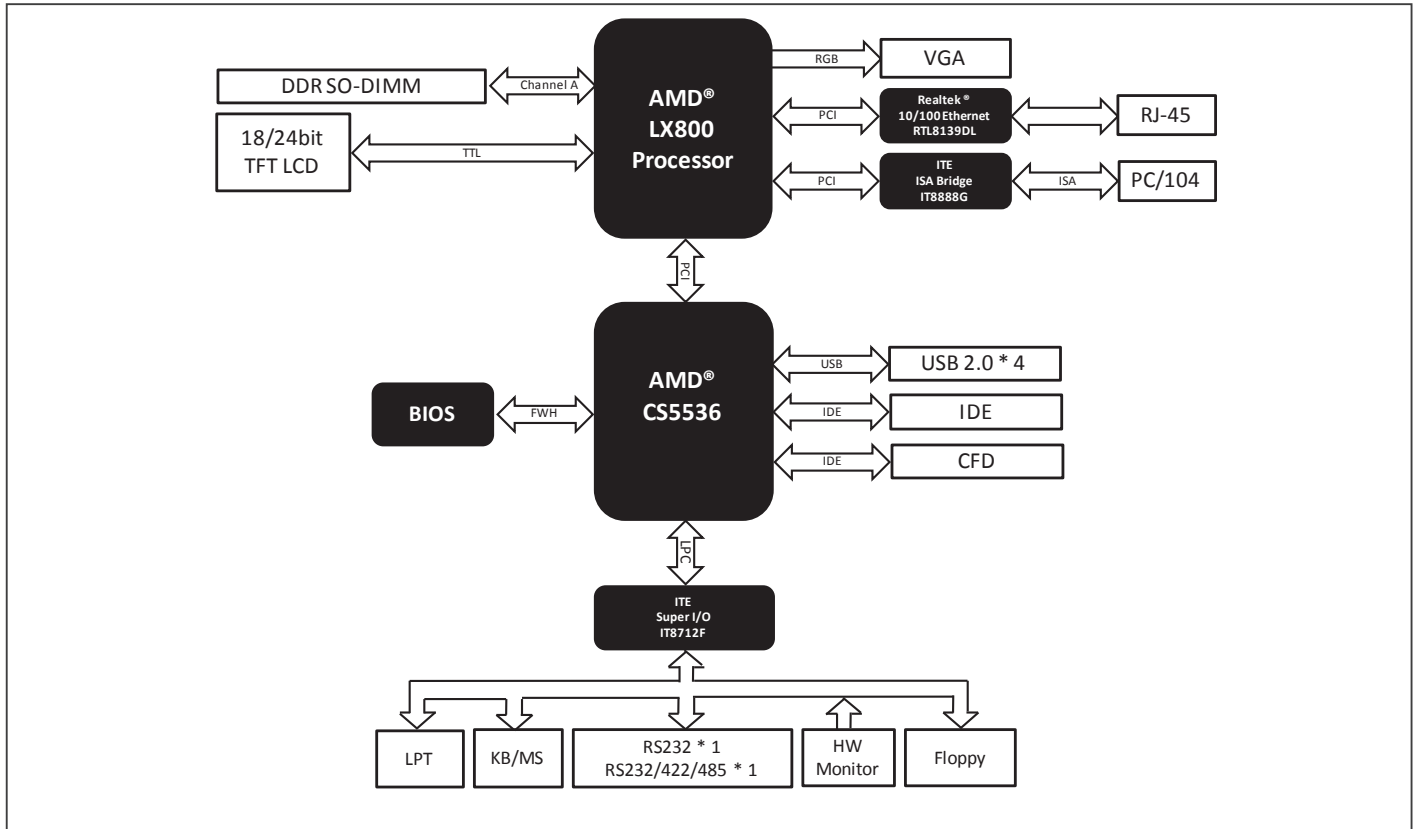 DDR SO-DIMM
Channel A
18/24bit
TFT LCD
TTL
AMD®
LX800
Processor
RGB
VGA
PCI
Realtek ®
10/100 Ethernet
RTL8139DL
RJ-45
PCI
ITE
ISA Bridge
IT8888G
ISA
PC/104
PCI
BIOS
FWH
AMD®
CS5536
USB
USB 2.0 * 4
IDE
IDE
IDE
CFD
LPC
ITE
Super I/O
IT8712F
LPT
KB/MS
RS232 * 1
RS232/422/485 * 1
HW
Monitor
Floppy